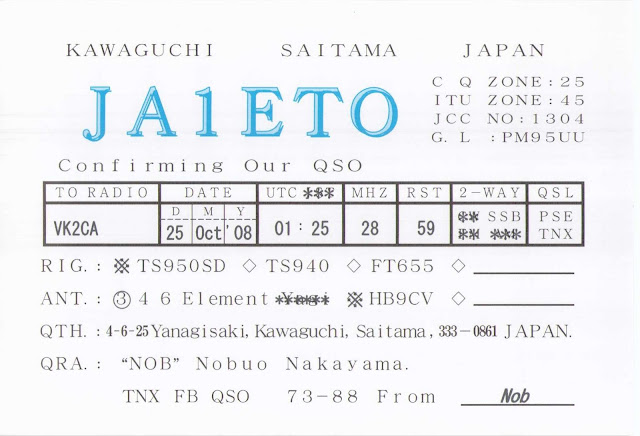 KAWAGUCHI SAITAMA JAPAN
JA1ETO
C Q ZONE:25
ITU ZONE:45
JCC NO:1304
G.L :PM95UU
Confirming Our QSO
TO RADIO DATE UTC *** MHZ RST 2-WAY QSL
D M Y
VK2CA 25 Oct '08 01:25 28 59 ** SSB PSE
** *** TNX
RIG.: ※ TS950SD ◇ TS940 ◇ FT655 ◇
ANT.: ③ 4 6 Element Yagi ※ HB9CV ◇
QTH.: 4-6-25 Yanagisaki, Kawaguchi, Saitama, 333-0861 JAPAN.
QRA.: "NOB" Nobuo Nakayama.
TNX FB QSO 73-88 From Nob